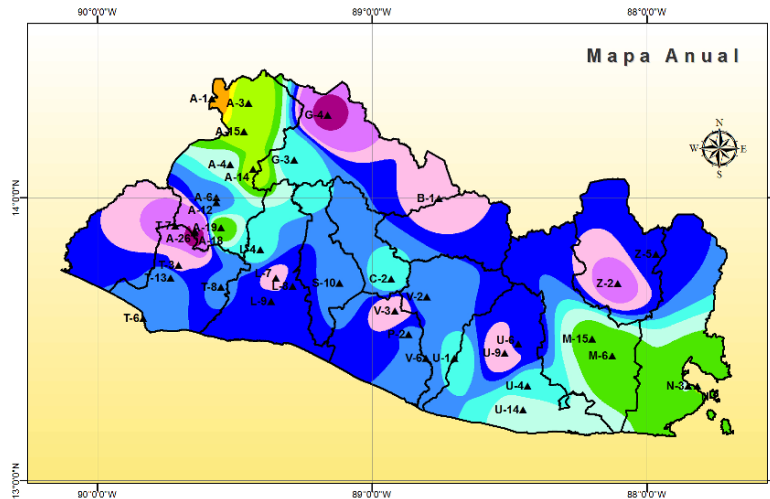 90°0'0"W 89°0'0"W 88°0'0"W
Mapa Anual
A-1
A-3
G-4
A-15
N
W E
S
A-4
A-14
G-3
14°0'0"N
A-6
A-12
B-1
T-7
A-19
A-26
A-18
L-4
Z-5
T-3
T-13
T-8
L-7
S-10
C-2
Z-2
L-8
V-2
V-3
T-6
P-2
M-15
U-6
U-9
V-6
U-1
M-6
U-4
N-3
U-14
13°0'0"N
90°0'0"W 89°0'0"W 88°0'0"W